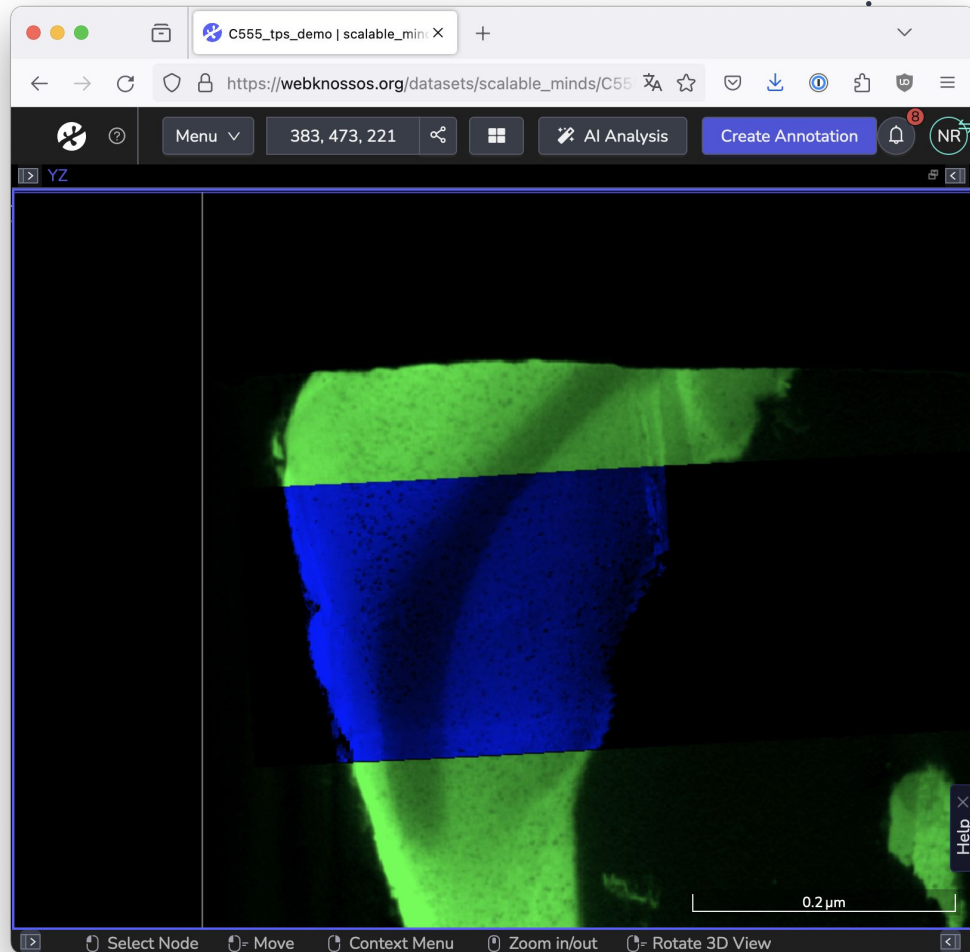 C555_tps_demo | scalable_min
https://webknossos.org/datasets/scalable_minds/C55
Menu
383, 473, 221
AI Analysis
Create Annotation
8
NR
YZ
Help
0.2 µm
Select Node
Move
Context Menu
Zoom in/out
Rotate 3D View